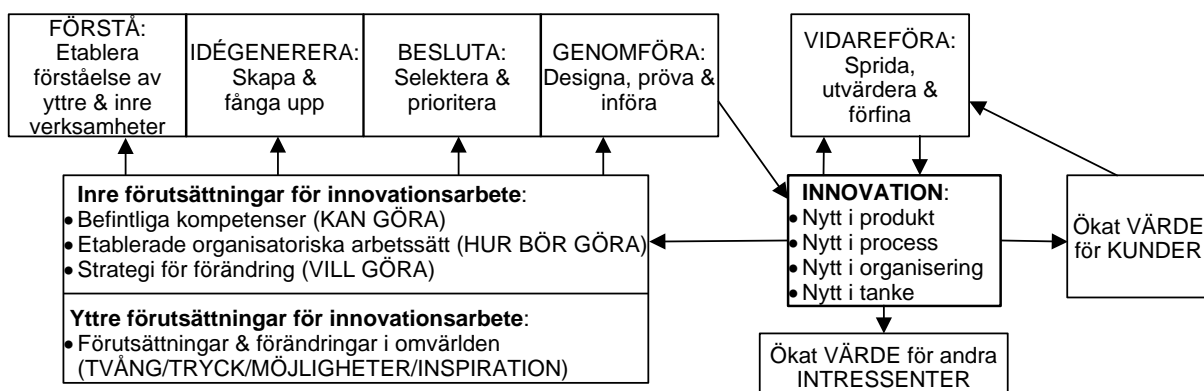 FÖRSTÅ:
Etablera
förståelse av
yttre & inre
verksamheter
IDÉGENERERA:
Skapa &
fånga upp
BESLUTA:
Selektera &
prioritera
GENOMFÖRA:
Designa, pröva &
införa
VIDAREFÖRA:
Sprida,
utvärdera &
förfina
Inre förutsättningar för innovationsarbete:
• Befintliga kompetenser (KAN GÖRA)
• Etablerade organisatoriska arbetssätt (HUR BÖR GÖRA)
• Strategi för förändring (VILL GÖRA)
Yttre förutsättningar för innovationsarbete:
• Förutsättningar & förändringar i omvärlden
(TVÅNG/TRYCK/MÖJLIGHETER/INSPIRATION)
INNOVATION:
• Nytt i produkt
• Nytt i process
• Nytt i organisering
• Nytt i tanke
Ökat VÄRDE
för KUNDER
Ökat VÄRDE för andra
INTRESSENTER